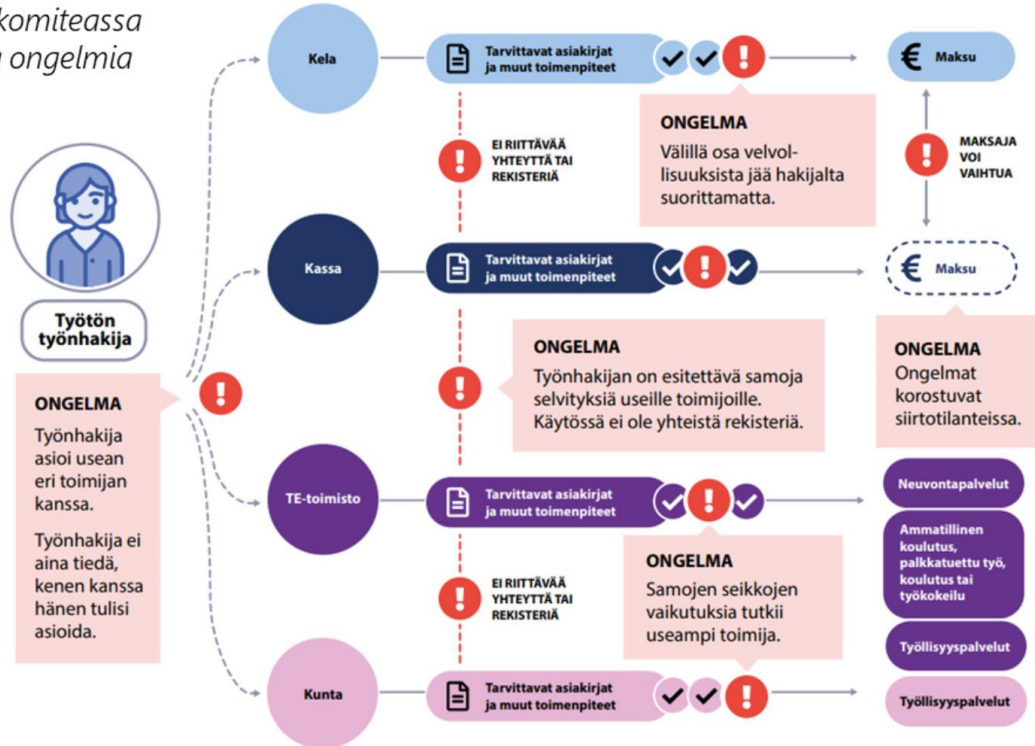 komiteassa
ongelmia
Kela
Tarvittavat asiakirjat
ja muut toimenpiteet
€ Maksu
EI RIITTÄVÄÄ
YHTEYTTÄ TAI
REKISTERIÄ
ONGELMA
Välillä osa velvol-
lisuuksista jää hakijalta
suorittamatta.
MAKSAJA
VOI
VAIHTUA
Kassa
Tarvittavat asiakirjat
ja muut toimenpiteet
€ Maksu
Työtön
työnhakija
ONGELMA
Työnhakija
asioi usean
eri toimijan
kanssa.
Työnhakija ei
aina tiedä,
kenen kanssa
hänen tulisi
asioida.
ONGELMA
Työnhakijan on esitettävä samoja
selvityksiä useille toimijoille.
Käytössä ei ole yhteistä rekisteriä.
ONGELMA
Ongelmat
korostuvat
siirtotilanteissa.
TE-toimisto
Tarvittavat asiakirjat
ja muut toimenpiteet
Neuvontapalvelut
Ammatillinen
koulutus,
palkkatuettu työ,
koulutus tai
työkokeilu
Työllisyyspalvelut
EI RIITTÄVÄÄ
YHTEYTTÄ TAI
REKISTERIÄ
ONGELMA
Samojen seikkojen
vaikutuksia tutkii
useampi toimija.
Kunta
Tarvittavat asiakirjat
ja muut toimenpiteet
Työllisyyspalvelut